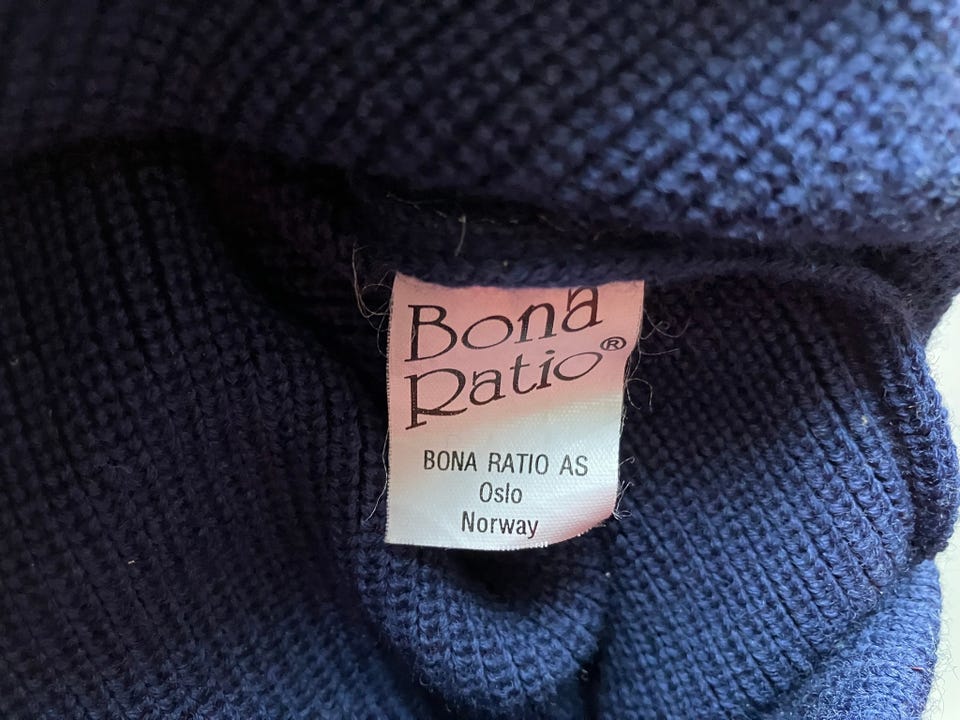 Bona
Ratio®
BONA RATIO AS
Oslo
Norway